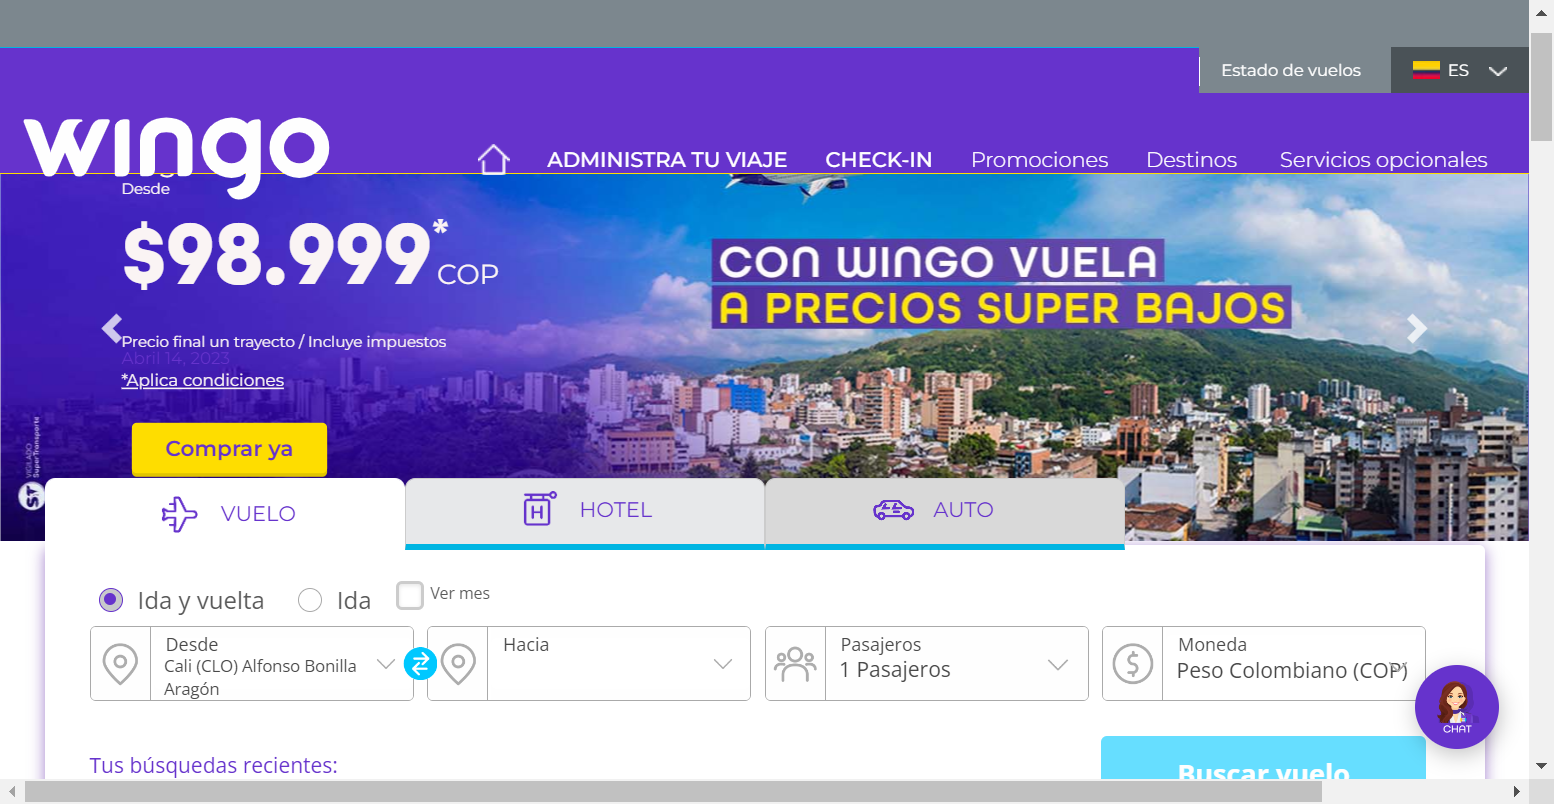 Estado de vuelos
ES
wingo
ADMINISTRA TU VIAJE
CHECK-IN
Promociones
Destinos
Servicios opcionales
Desde
$98.999*
COP
CON WINGO VUELA
A PRECIOS SUPER BAJOS
Precio final un trayecto / Incluye impuestos
Abril 14, 2023
*Aplica condiciones
VIGILADO
SuperTransporte
ST
Comprar ya
VUELO
HOTEL
AUTO
Ida y vuelta
Ida
Ver mes
Desde
Cali (CLO) Alfonso Bonilla
Aragón
Hacia
Pasajeros
1 Pasajeros
Moneda
Peso Colombiano (COP)
CHAT
Tus búsquedas recientes:
Buscar vuelo